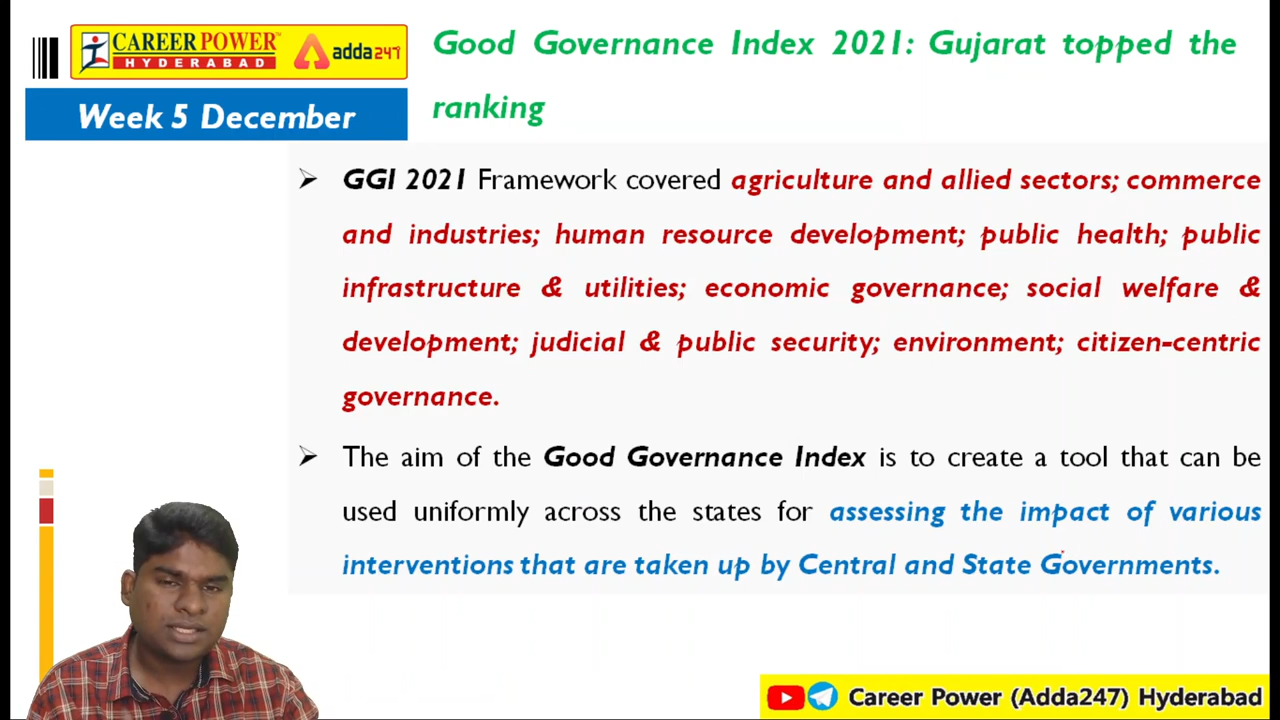 CAREER POWER
HYDERABAD
adda247
Week 5 December
Good Governance Index 2021: Gujarat topped the
ranking
➢ GGI 2021 Framework covered agriculture and allied sectors; commerce
and industries; human resource development; public health; public
infrastructure & utilities; economic governance; social welfare &
development; judicial & public security; environment; citizen-centric
governance.
➢ The aim of the Good Governance Index is to create a tool that can be
used uniformly across the states for assessing the impact of various
interventions that are taken up by Central and State Governments.
Career Power (Adda247) Hyderabad